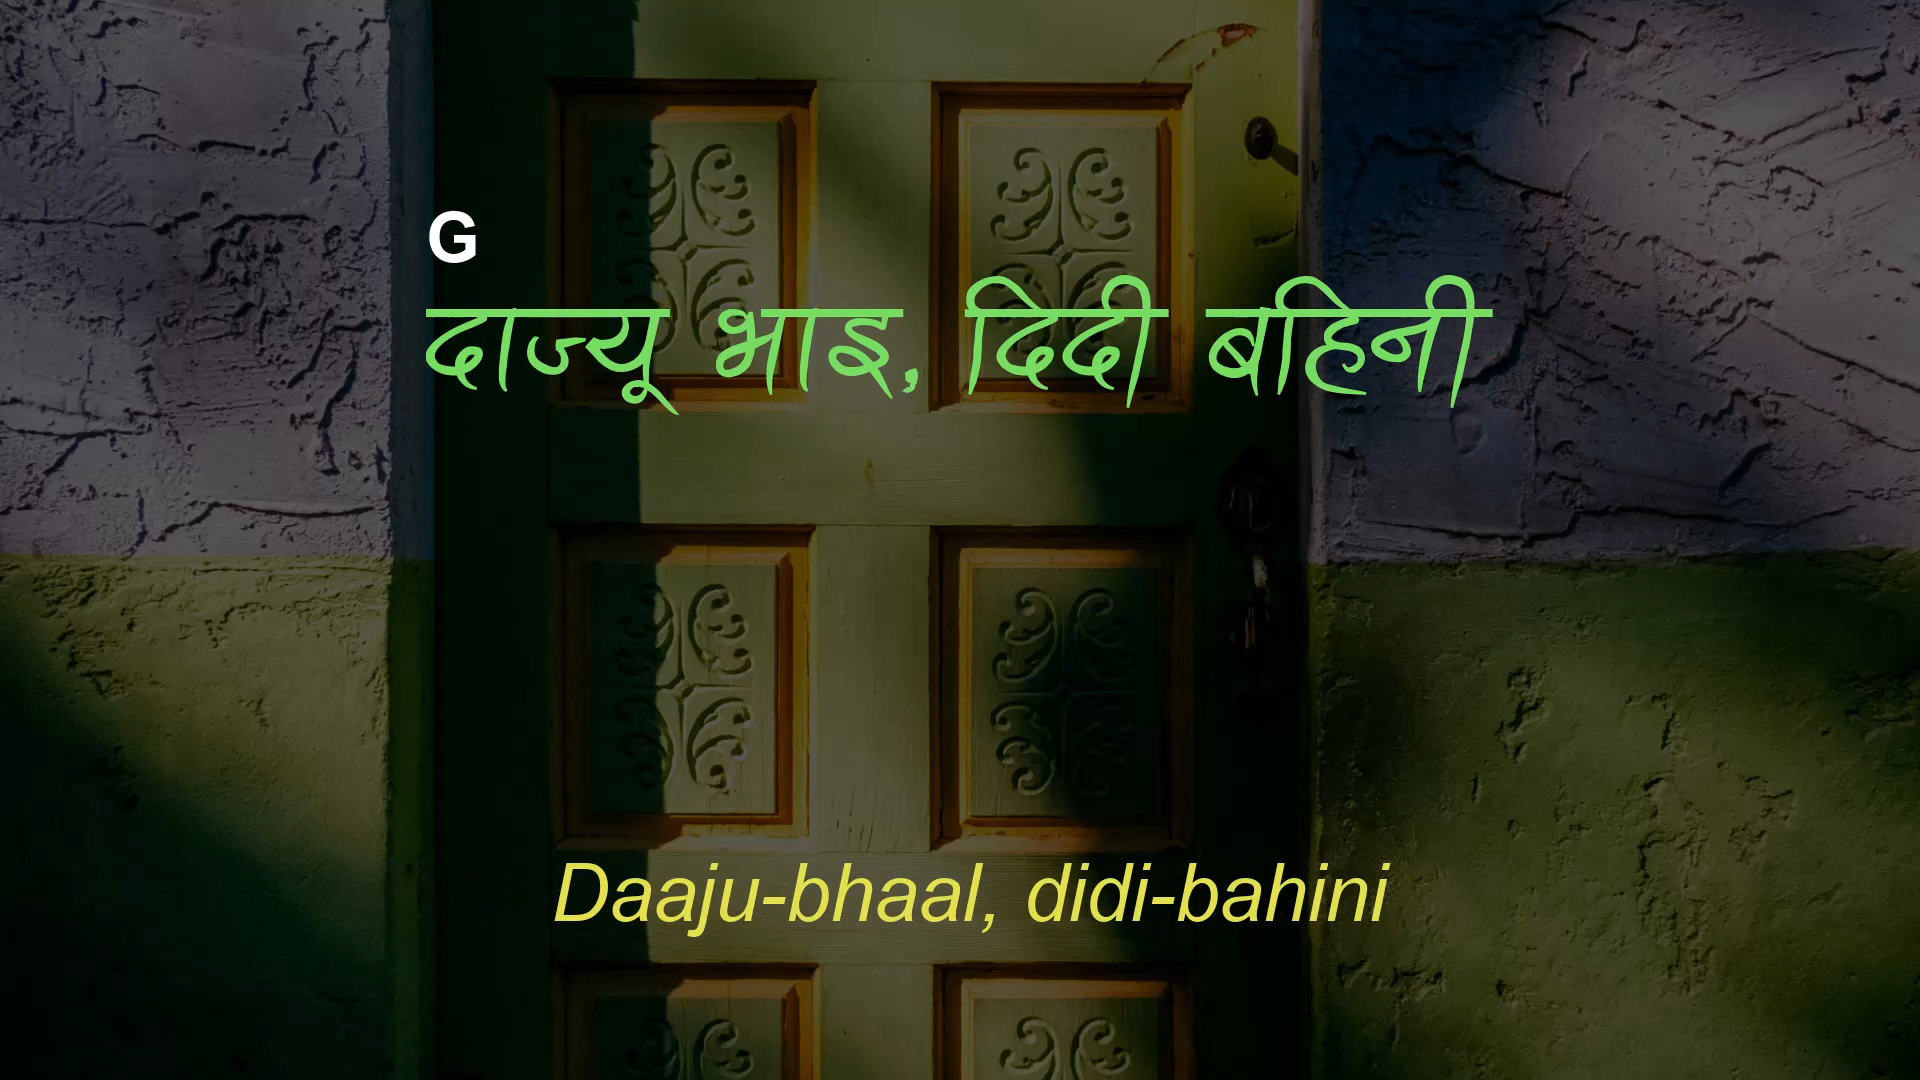 G
दाज्यू भाइ, दिदी बहिनी
Daaju-bhaal, didi-bahini